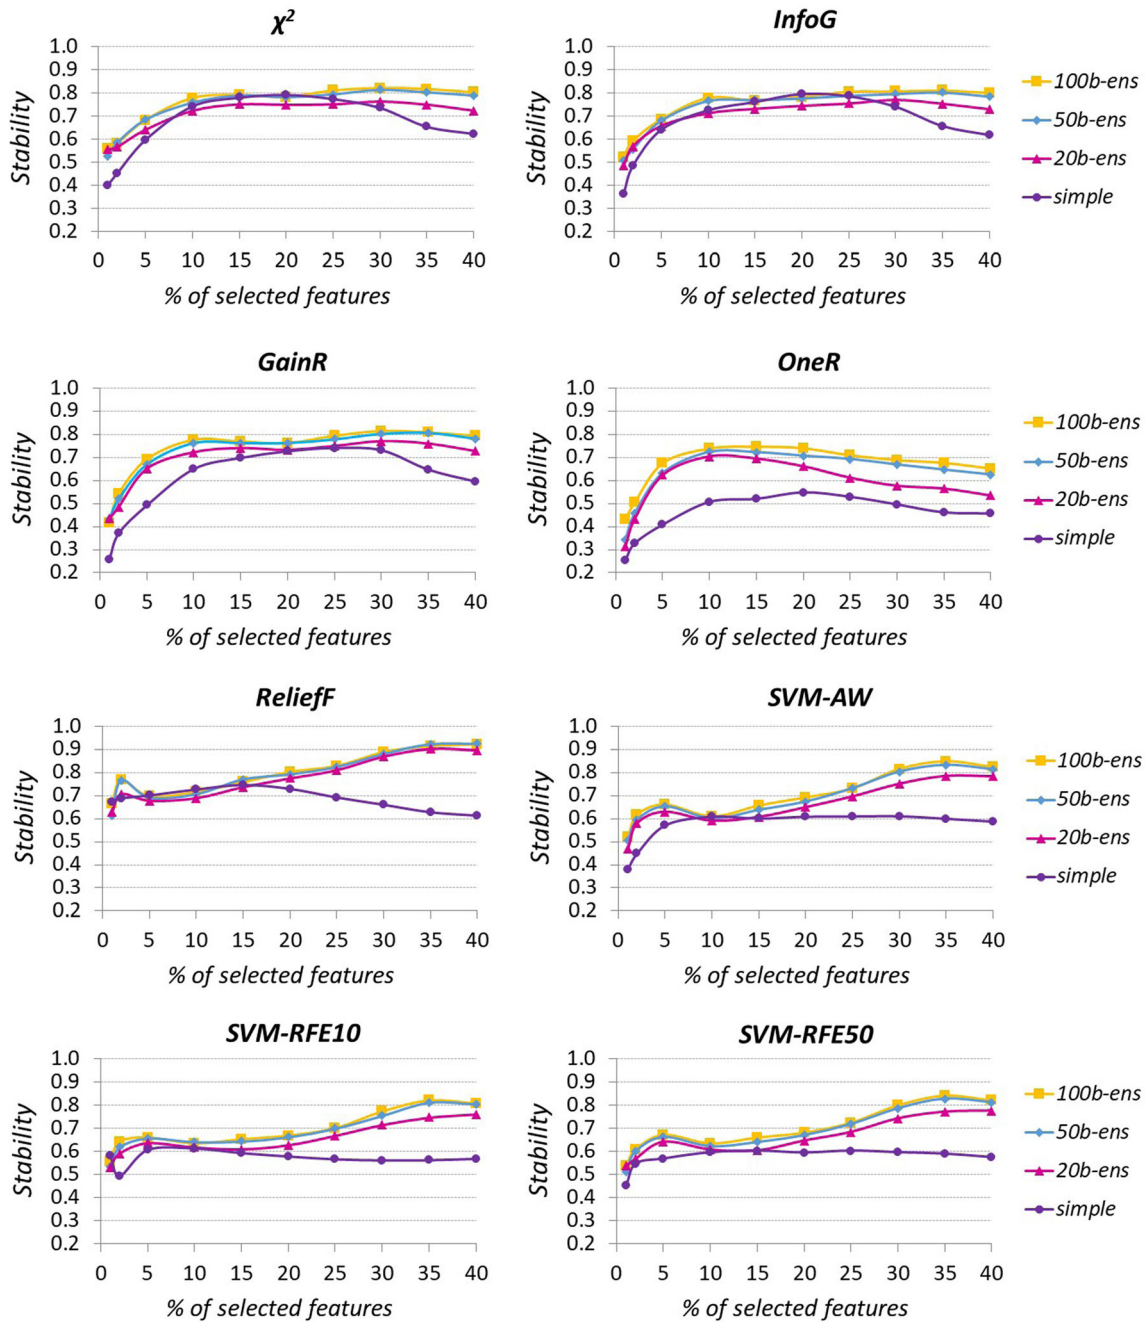 χ²
InfoG
Stability
1.0
0.9
0.8
0.7
0.6
0.5
0.4
0.3
0.2
0 5 10 15 20 25 30 35 40
% of selected features
Stability
1.0
0.9
0.8
0.7
0.6
0.5
0.4
0.3
0.2
0 5 10 15 20 25 30 35 40
% of selected features
100b-ens
50b-ens
20b-ens
simple
GainR
OneR
Stability
1.0
0.9
0.8
0.7
0.6
0.5
0.4
0.3
0.2
0 5 10 15 20 25 30 35 40
% of selected features
Stability
1.0
0.9
0.8
0.7
0.6
0.5
0.4
0.3
0.2
0 5 10 15 20 25 30 35 40
% of selected features
100b-ens
50b-ens
20b-ens
simple
ReliefF
SVM-AW
Stability
1.0
0.9
0.8
0.7
0.6
0.5
0.4
0.3
0.2
0 5 10 15 20 25 30 35 40
% of selected features
Stability
1.0
0.9
0.8
0.7
0.6
0.5
0.4
0.3
0.2
0 5 10 15 20 25 30 35 40
% of selected features
100b-ens
50b-ens
20b-ens
simple
SVM-RFE10
SVM-RFE50
Stability
1.0
0.9
0.8
0.7
0.6
0.5
0.4
0.3
0.2
0 5 10 15 20 25 30 35 40
% of selected features
Stability
1.0
0.9
0.8
0.7
0.6
0.5
0.4
0.3
0.2
0 5 10 15 20 25 30 35 40
% of selected features
100b-ens
50b-ens
20b-ens
simple